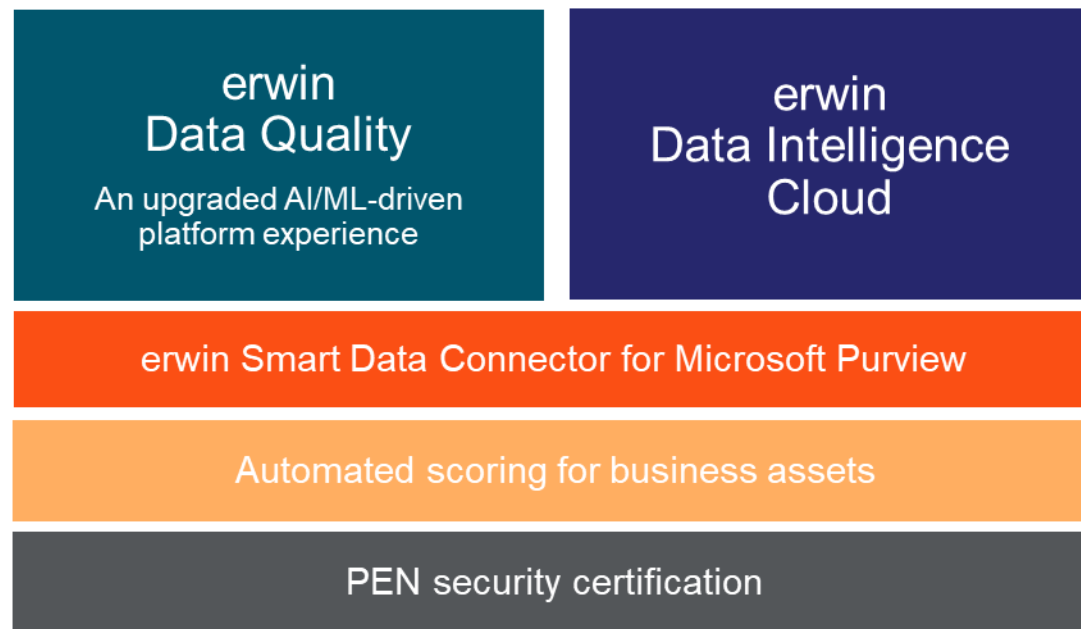 erwin
Data Quality
An upgraded AI/ML-driven
platform experience
erwin
Data Intelligence
Cloud
erwin Smart Data Connector for Microsoft Purview
Automated scoring for business assets
PEN security certification